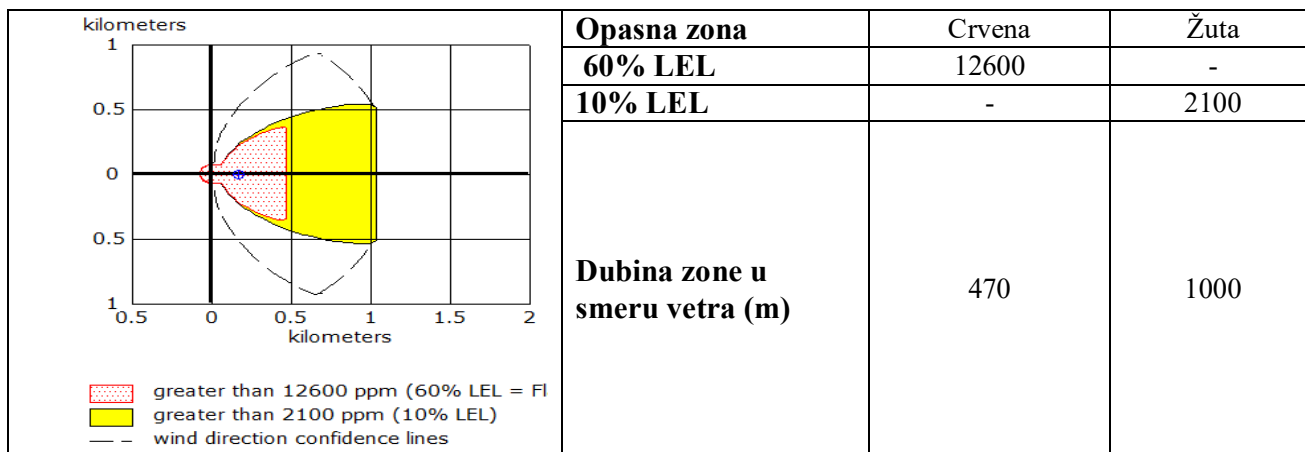 kilometers
1
0.5
0
0.5
1
0.5 0 0.5 1 1.5 2
kilometers
greater than 12600 ppm (60% LEL = Fl
greater than 2100 ppm (10% LEL)
wind direction confidence lines
Opasna zona Crvena Žuta
60% LEL 12600 -
10% LEL - 2100
Dubina zone u
smeru vetra (m) 470 1000